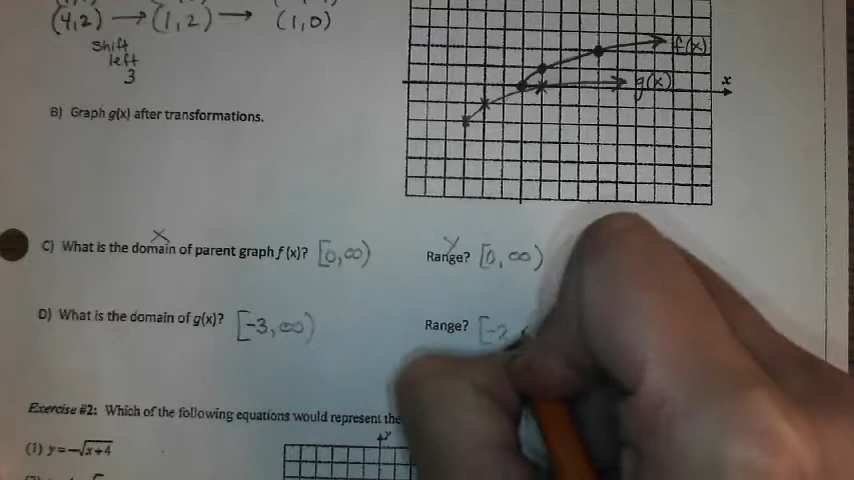 (4,2) → (1,2) → (1,0)
Shift
left
3
f(x)
x
g(x)
B) Graph g(x) after transformations.
x
y
C) What is the domain of parent graph f(x)? [0,∞) Range? [0,∞)
D) What is the domain of g(x)? [-3,∞) Range? [-2,
Exercise #2: Which of the following equations would represent the
y
(1) y=-√x+4